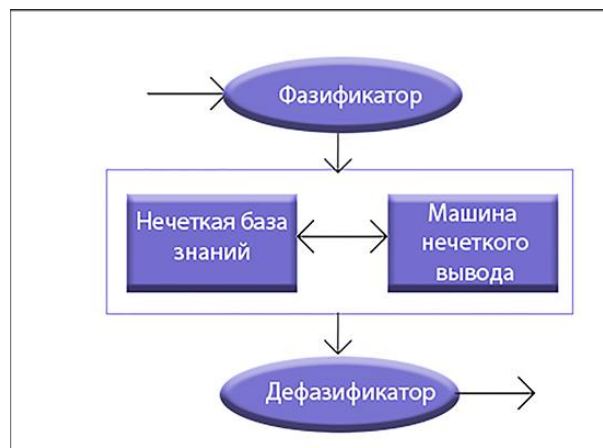 Фазификатор
Нечеткая база
знаний
Машина
нечеткого
вывода
Дефазификатор